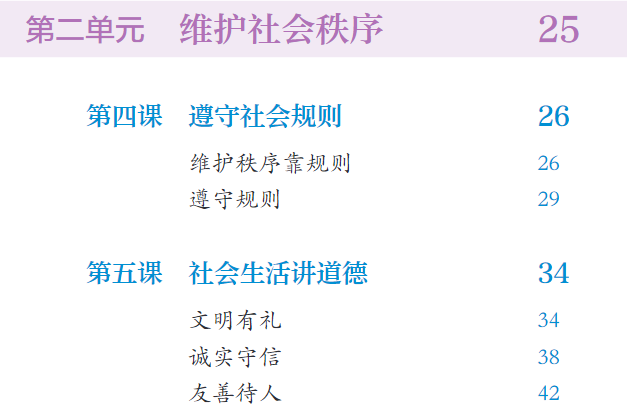 第二单元 维护社会秩序 25
第四课 遵守社会规则 26
维护秩序靠规则 26
遵守规则 29
第五课 社会生活讲道德 34
文明有礼 34
诚实守信 38
友善待人 42